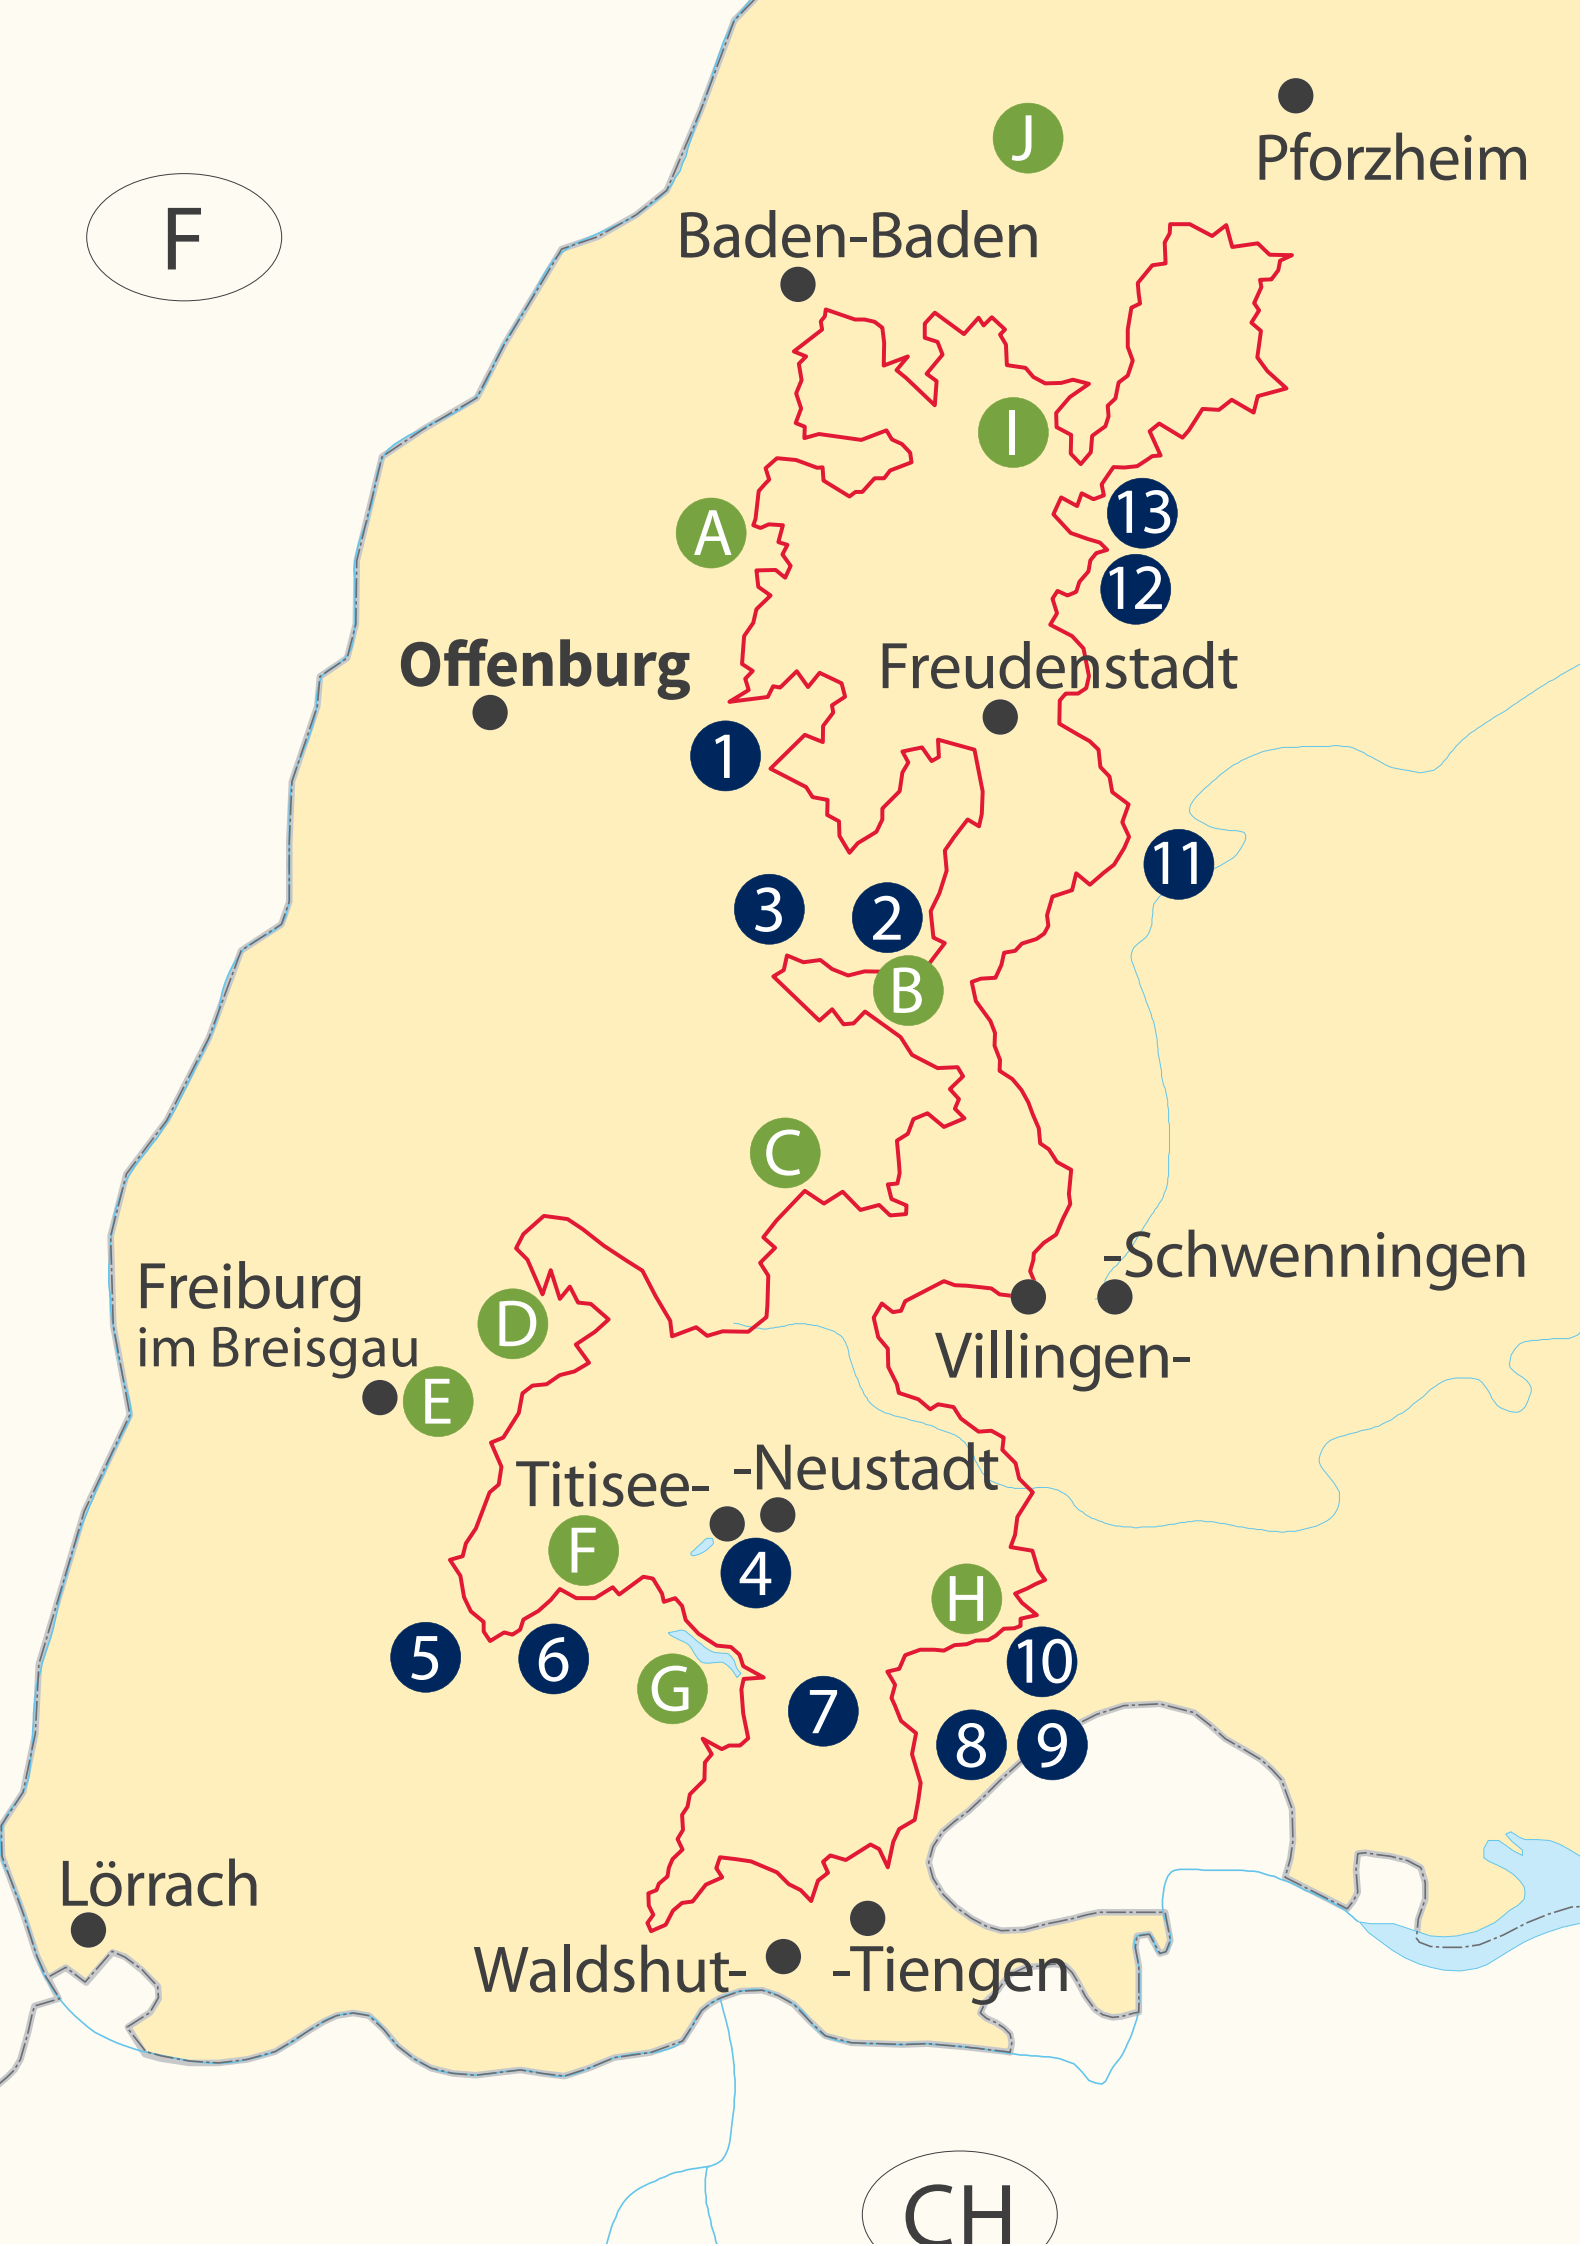 J
Pforzheim
F
Baden-Baden
I
A
13
12
Offenburg
Freudenstadt
1
11
3
2
B
C
-Schwenningen
Freiburg
im Breisgau
D
Villingen-
E
-Neustadt
Titisee-
F
4
H
5
6
10
G
7
8
9
Lörrach
Waldshut-
-Tiengen
CH